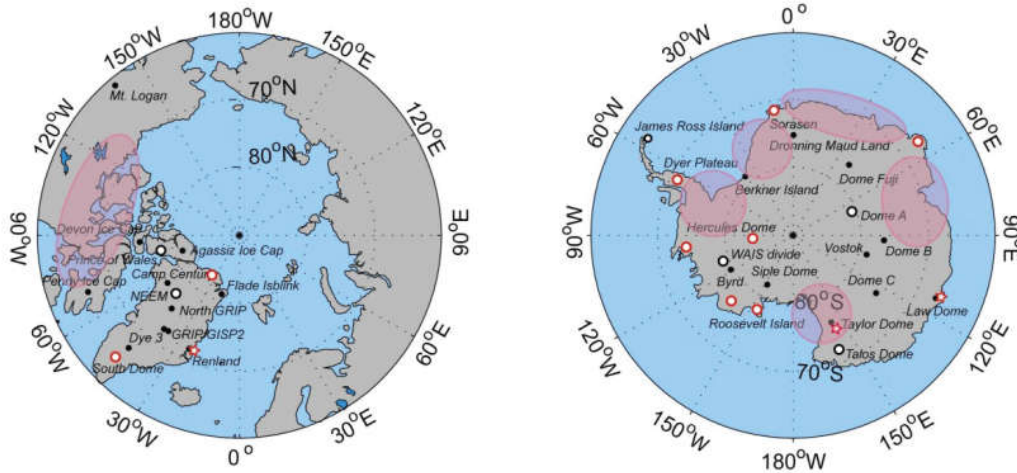 180°W
150°W
150°E
70°N
Mt. Logan
120°W
120°E
80°N
90°W
90°E
Devon Ice Cap
Agassiz Ice Cap
Prince of Wales
Camp Century
Penny Ice Cap
NEEM
Flade Isblink
North GRIP
60°W
60°E
GRIP/GISP2
Dye 3
Renland
South Dome
30°W
30°E
0°
0°
30°W
30°E
60°W
60°E
Sorasen
James Ross Island
Dronning Maud Land
Dyer Plateau
Dome Fuji
Berkner Island
Dome A
Hercules Dome
90°W
90°E
WAIS divide
Vostok
Dome B
Byrd
Siple Dome
Dome C
80°S
Law Dome
Roosevelt Island
Taylor Dome
120°W
120°E
Talos Dome
70°S
150°W
150°E
180°W